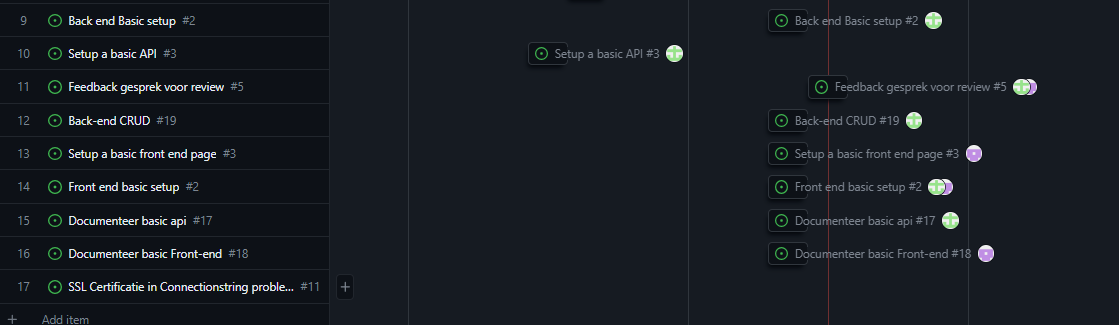 9 Back end Basic setup #2 Back end Basic setup #2
10 Setup a basic API #3 Setup a basic API #3
11 Feedback gesprek voor review #5 Feedback gesprek voor review #5
12 Back-end CRUD #19 Back-end CRUD #19
13 Setup a basic front end page #3 Setup a basic front end page #3
14 Front end basic setup #2 Front end basic setup #2
15 Documenteer basic api #17 Documenteer basic api #17
16 Documenteer basic Front-end #18 Documenteer basic Front-end #18
17 SSL Certificatie in Connectionstring proble... #11 +
+ Add item